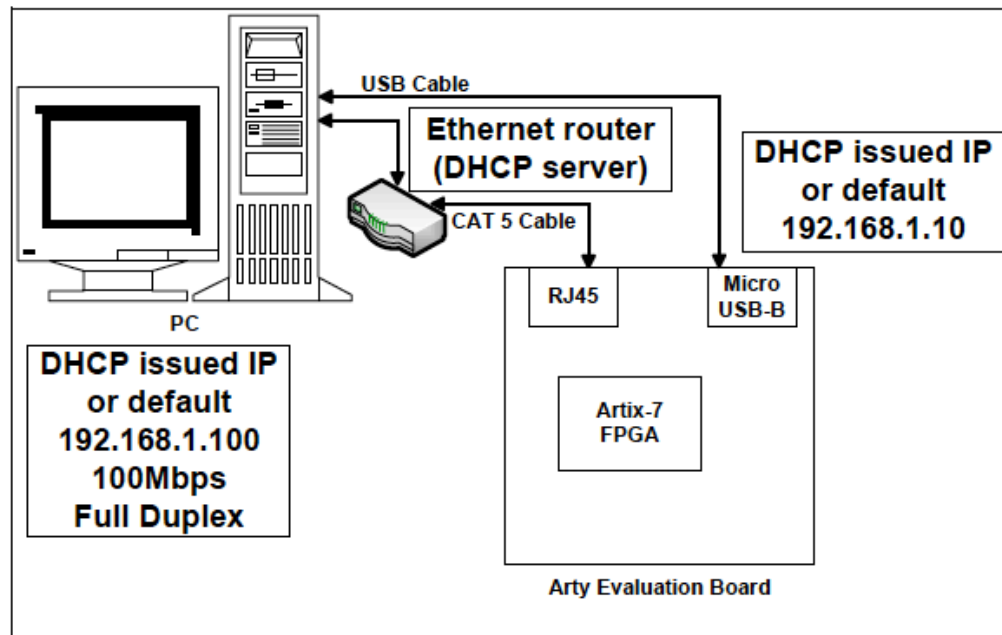 USB Cable
Ethernet router
(DHCP server)
DHCP issued IP
or default
192.168.1.10
CAT 5 Cable
RJ45
Micro
USB-B
PC
DHCP issued IP
or default
192.168.1.100
100Mbps
Full Duplex
Artix-7
FPGA
Arty Evaluation Board